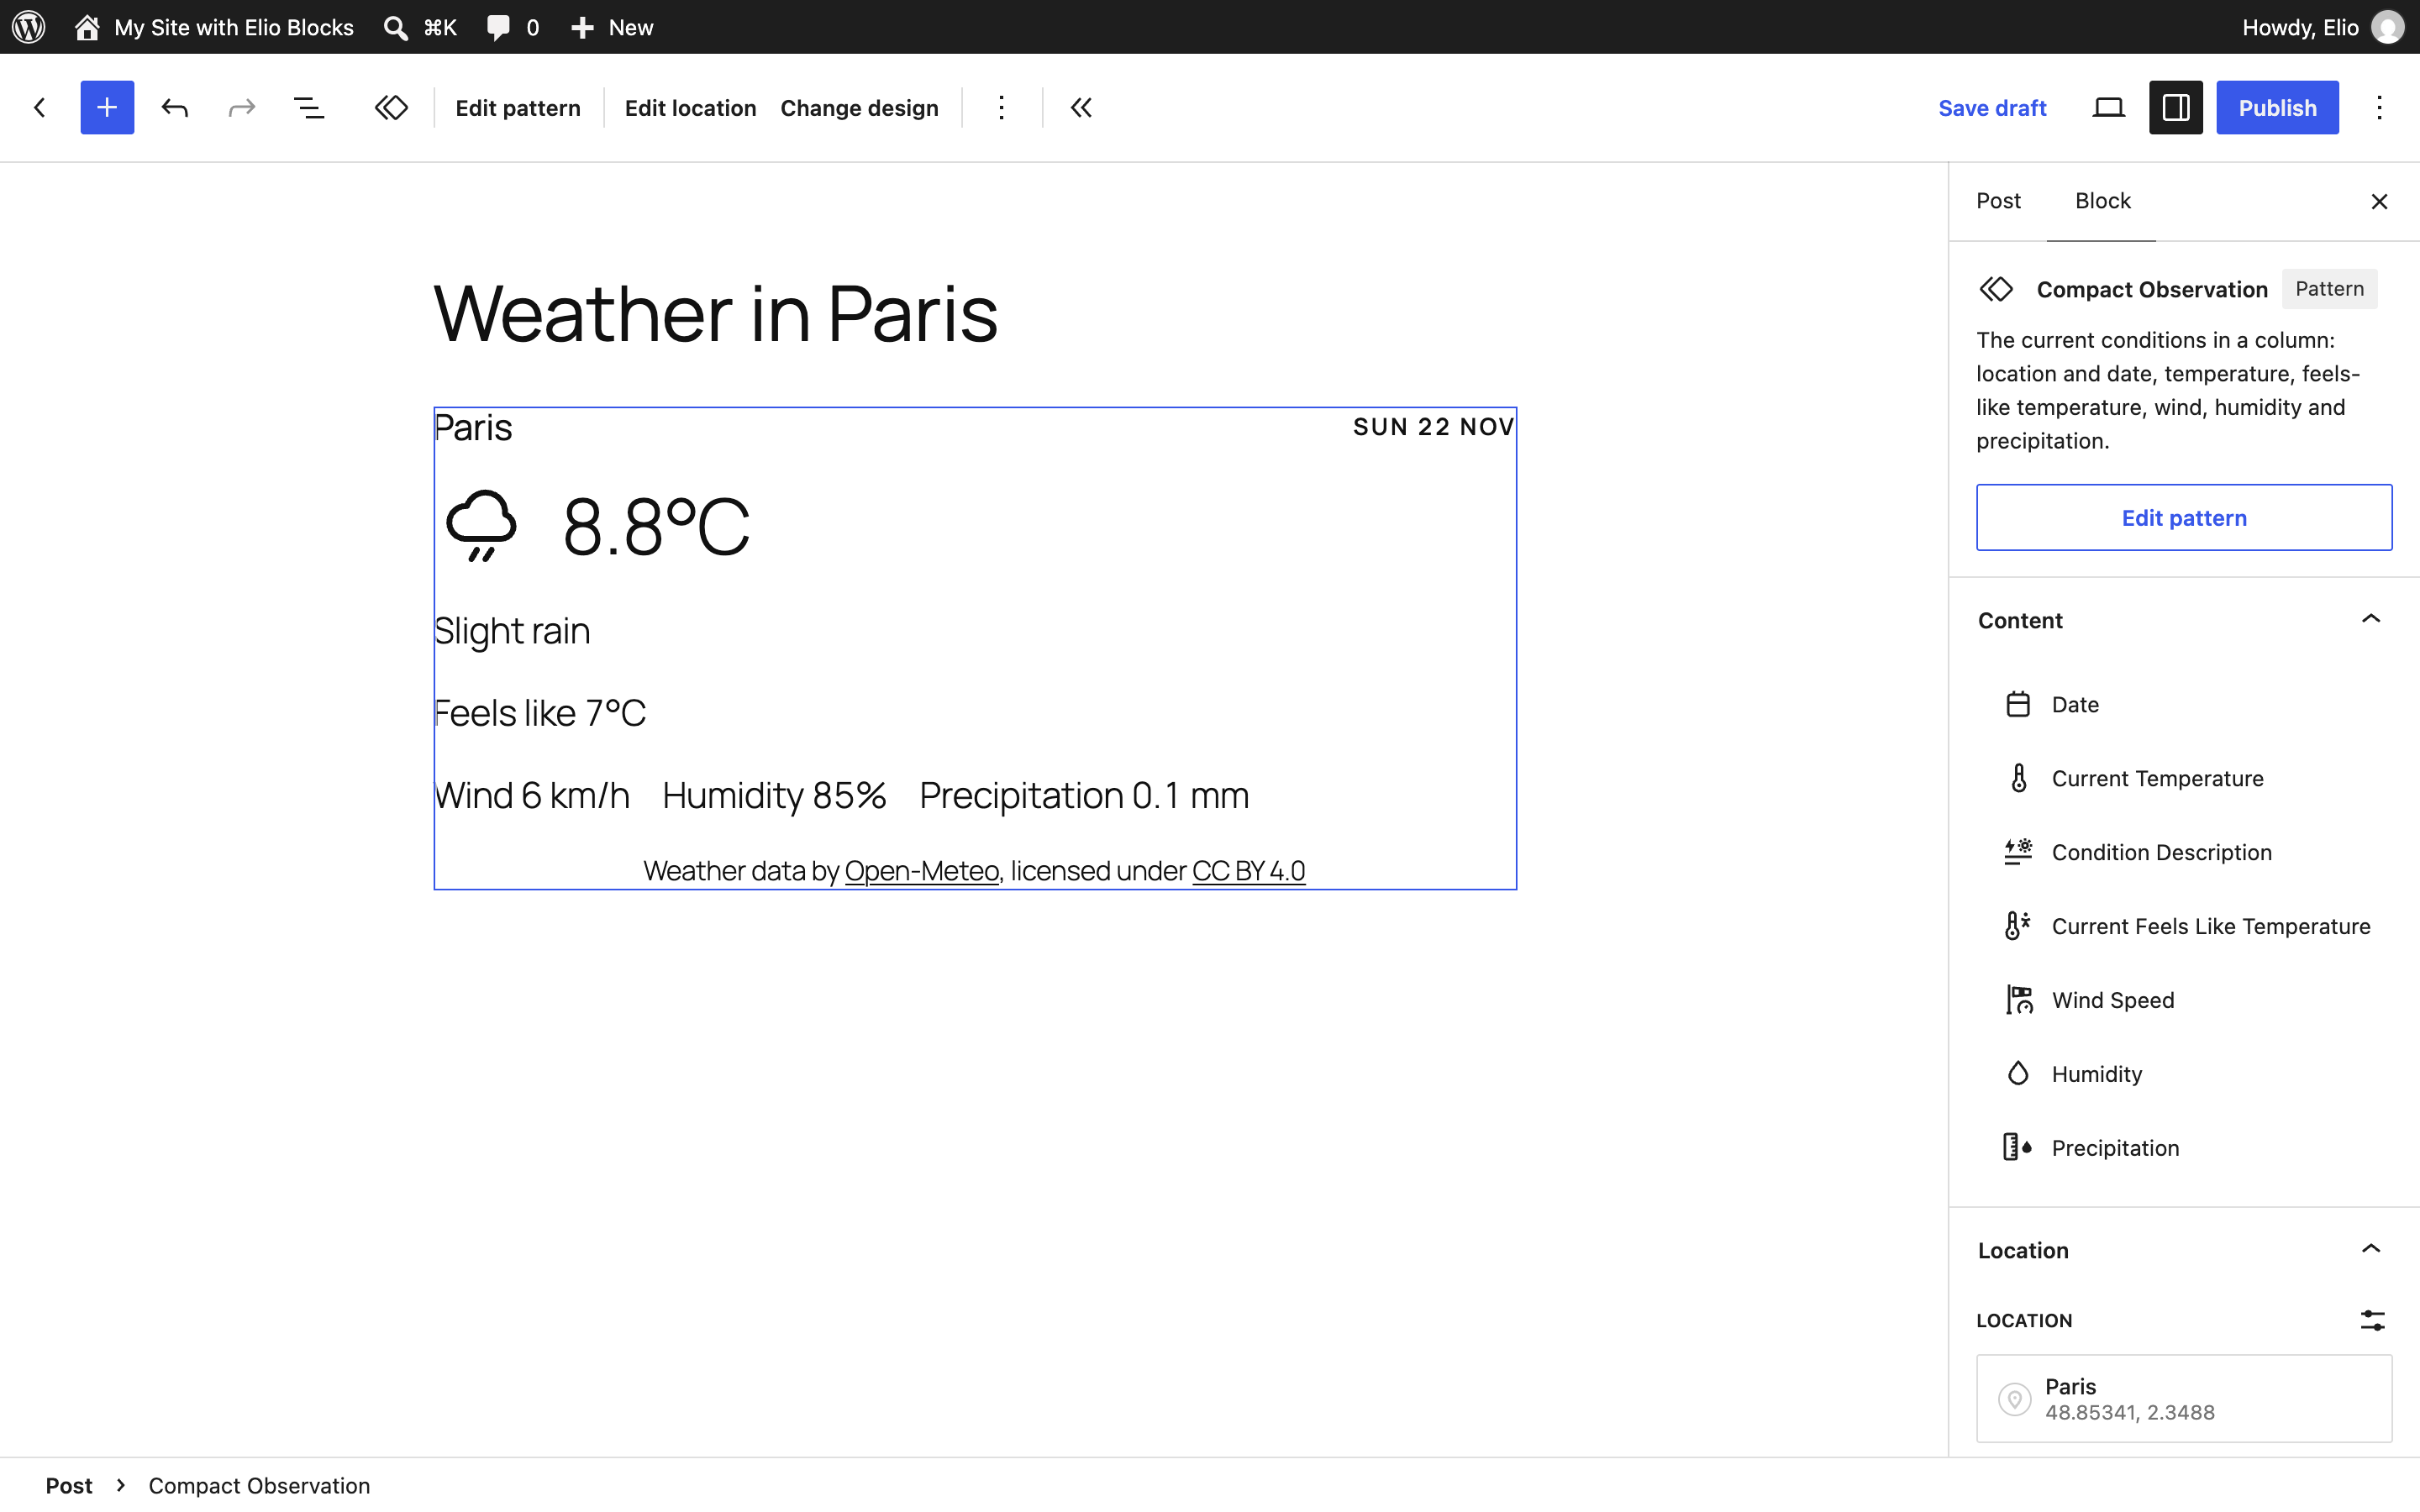 My Site with Elio Blocks ⌘K 0 New Howdy, Elio
Edit pattern Edit location Change design Save draft Publish
Post Block
Weather in Paris
Paris SUN 22 NOV
8.8°C
Slight rain
Feels like 7°C
Wind 6 km/h Humidity 85% Precipitation 0.1 mm
Weather data by Open-Meteo, licensed under CC BY 4.0
Compact Observation Pattern
The current conditions in a column:
location and date, temperature, feels-
like temperature, wind, humidity and
precipitation.
Edit pattern
Content
Date
Current Temperature
Condition Description
Current Feels Like Temperature
Wind Speed
Humidity
Precipitation
Location
LOCATION
Paris
48.85341, 2.3488
Post Compact Observation